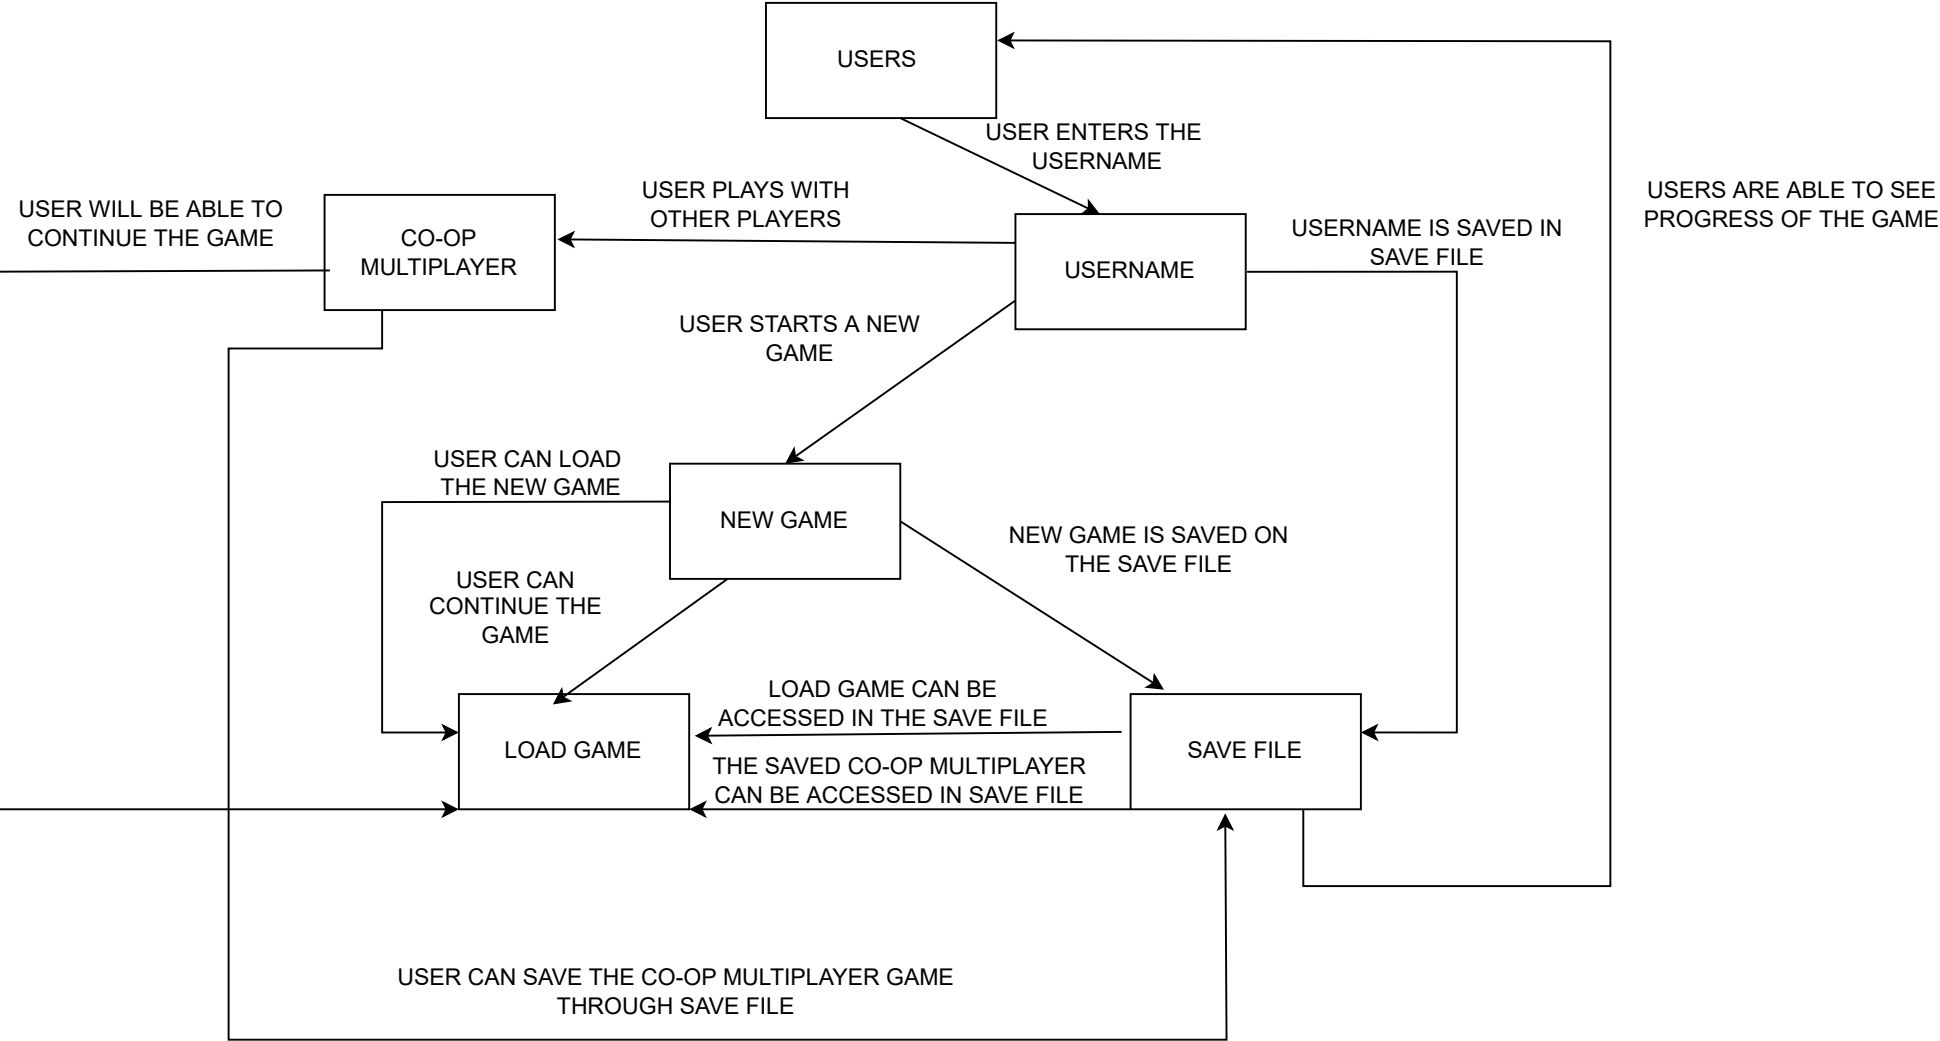 USERS
USER ENTERS THE
USERNAME
USER PLAYS WITH
OTHER PLAYERS
USERS ARE ABLE TO SEE
PROGRESS OF THE GAME
USER WILL BE ABLE TO
CONTINUE THE GAME
CO-OP
MULTIPLAYER
USERNAME IS SAVED IN
SAVE FILE
USERNAME
USER STARTS A NEW
GAME
USER CAN LOAD
THE NEW GAME
NEW GAME
NEW GAME IS SAVED ON
THE SAVE FILE
USER CAN
CONTINUE THE
GAME
LOAD GAME CAN BE
ACCESSED IN THE SAVE FILE
LOAD GAME
SAVE FILE
THE SAVED CO-OP MULTIPLAYER
CAN BE ACCESSED IN SAVE FILE
USER CAN SAVE THE CO-OP MULTIPLAYER GAME
THROUGH SAVE FILE